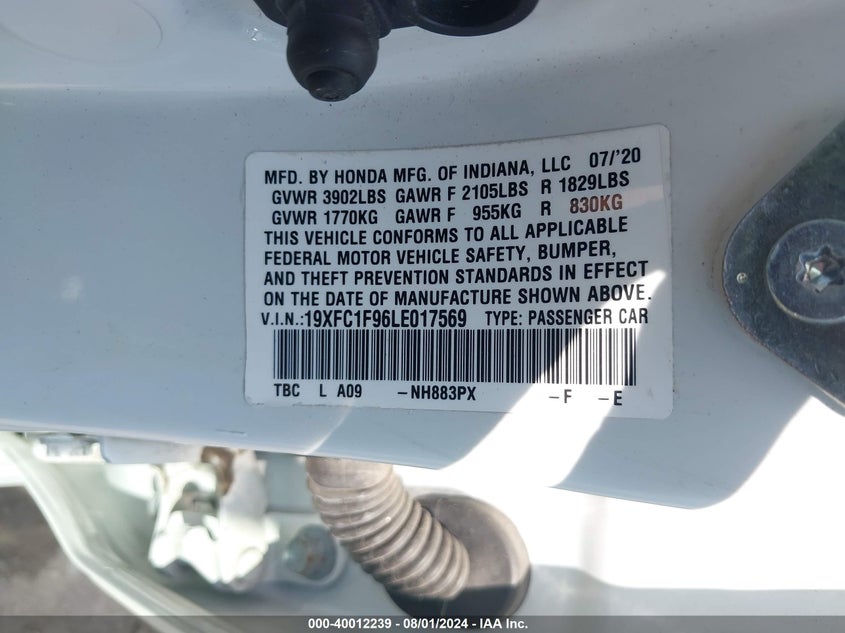 MFD. BY HONDA MFG. OF INDIANA, LLC 07/'20
GVWR 3902LBS GAWR F 2105LBS R 1829LBS
GVWR 1770KG GAWR F 955KG R 830KG
THIS VEHICLE CONFORMS TO ALL APPLICABLE
FEDERAL MOTOR VEHICLE SAFETY, BUMPER,
AND THEFT PREVENTION STANDARDS IN EFFECT
ON THE DATE OF MANUFACTURE SHOWN ABOVE.
V.I.N.:19XFC1F96LE017569 TYPE: PASSENGER CAR
TBC L A09 -NH883PX -F -E
000-40012239 - 08/01/2024 - IAA Inc.